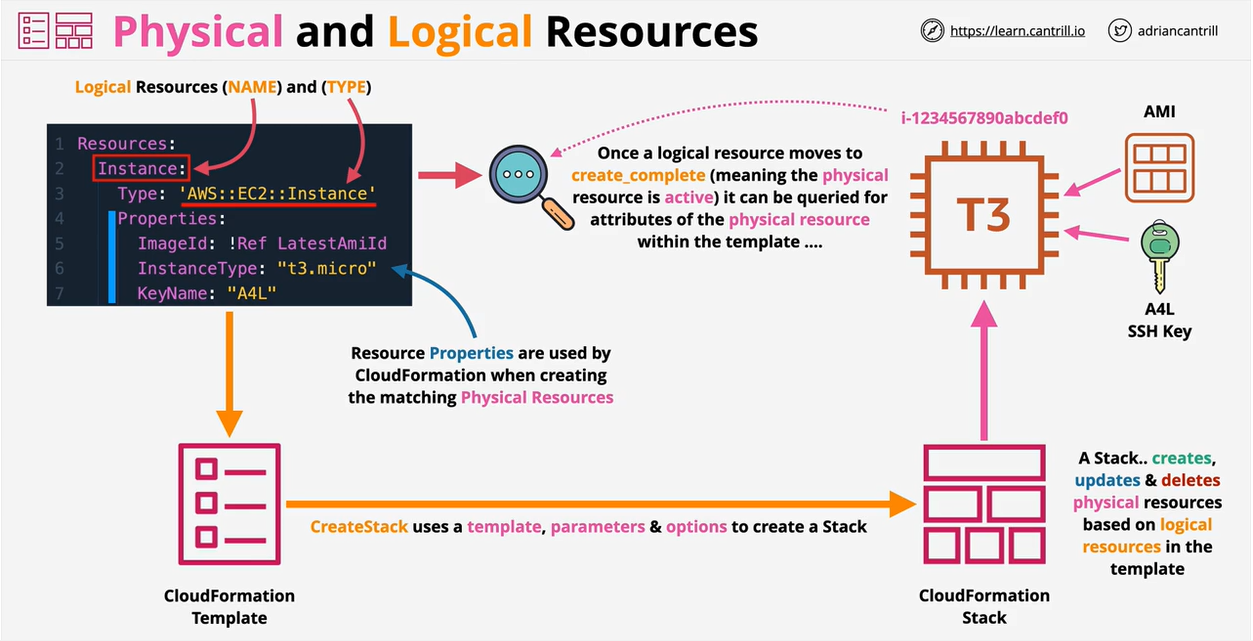 Physical and Logical Resources
https://learn.cantrill.io
adriancantrill
Logical Resources (NAME) and (TYPE)
1 Resources:
2 Instance:
3 Type: 'AWS::EC2::Instance'
4 Properties:
5 ImageId: !Ref LatestAmiId
6 InstanceType: "t3.micro"
7 KeyName: "A4L"
Once a logical resource moves to
create_complete (meaning the physical
resource is active) it can be queried for
attributes of the physical resource
within the template ....
i-1234567890abcdef0
T3
AMI
A4L
SSH Key
Resource Properties are used by
CloudFormation when creating
the matching Physical Resources
CloudFormation
Template
CreateStack uses a template, parameters & options to create a Stack
CloudFormation
Stack
A Stack.. creates,
updates & deletes
physical resources
based on logical
resources in the
template